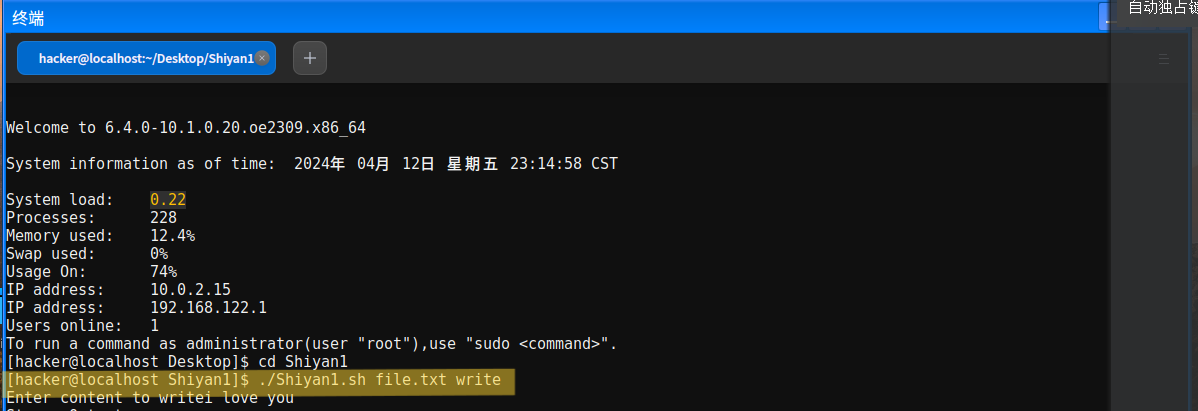 终端
自动独占
hacker@localhost:~/Desktop/Shiyan1
Welcome to 6.4.0-10.1.0.20.oe2309.x86_64
System information as of time:  2024年 04月 12日 星期五 23:14:58 CST
System load:    0.22
Processes:      228
Memory used:    12.4%
Swap used:      0%
Usage On:       74%
IP address:     10.0.2.15
IP address:     192.168.122.1
Users online:   1
To run a command as administrator(user "root"),use "sudo <command>".
[hacker@localhost Desktop]$ cd Shiyan1
[hacker@localhost Shiyan1]$ ./Shiyan1.sh file.txt write
Enter content to writei love you